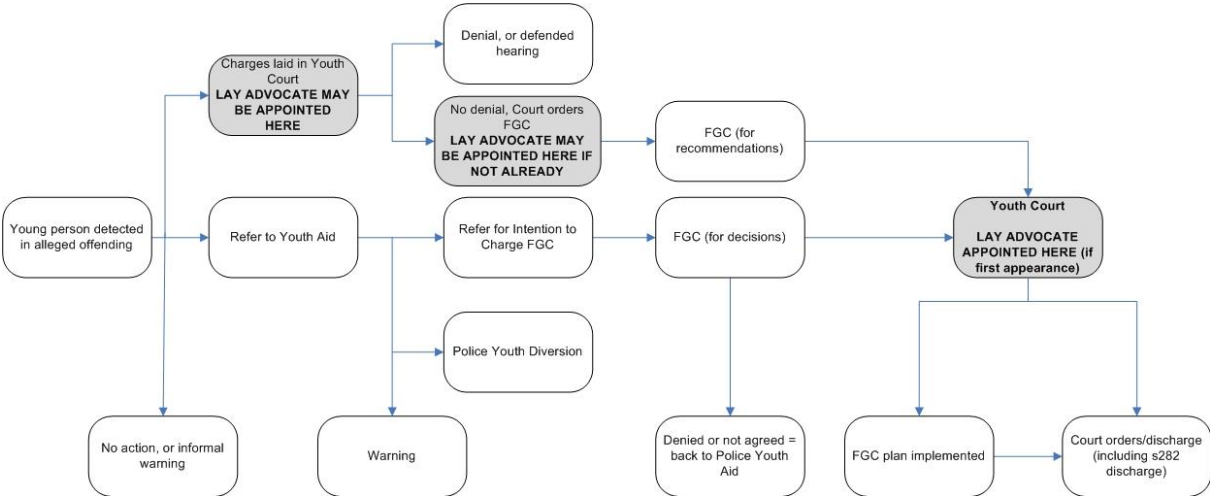 Denial, or defended
hearing
Charges laid in Youth
Court
LAY ADVOCATE MAY
BE APPOINTED
HERE
No denial, Court orders
FGC
LAY ADVOCATE MAY
BE APPOINTED HERE IF
NOT ALREADY
FGC (for
recommendations)
Young person detected
in alleged offending
Refer to Youth Aid
Refer for Intention to
Charge FGC
FGC (for decisions)
Youth Court
LAY ADVOCATE
APPOINTED HERE (if
first appearance)
Police Youth Diversion
No action, or informal
warning
Warning
Denied or not agreed =
back to Police Youth
Aid
FGC plan implemented
Court orders/discharge
(including s282
discharge)